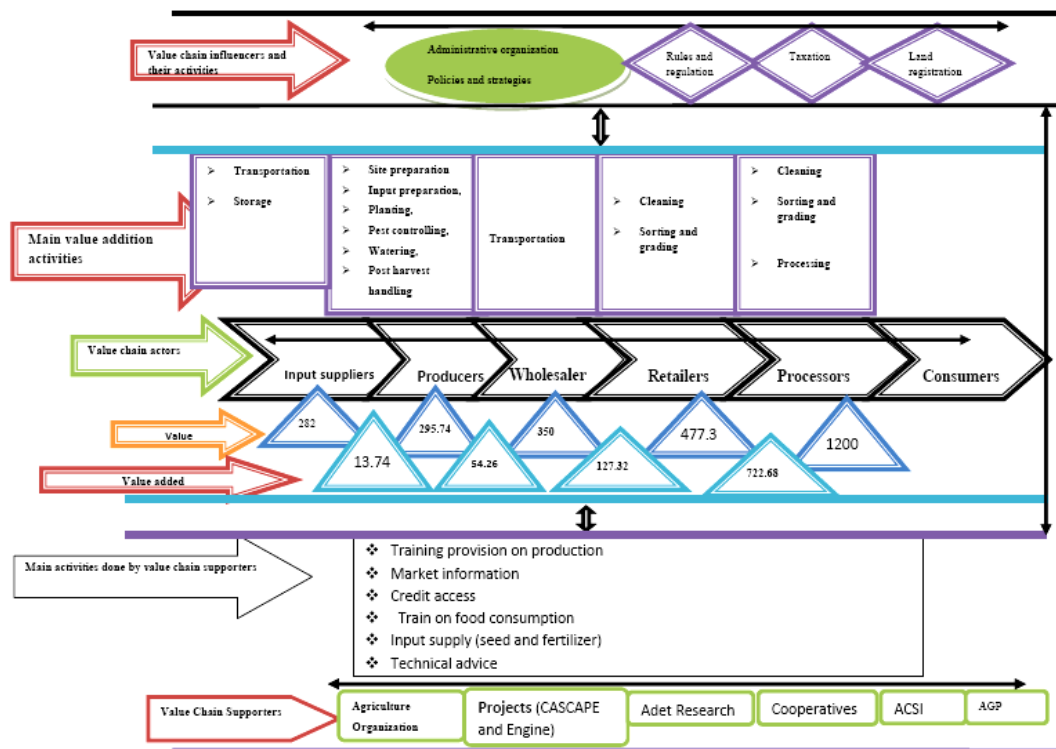 Value chain influencers and
their activities
Administrative organization
Policies and strategies
Rules and
regulation
Taxation
Land
registration
Main value addition
activities
➢ Transportation
➢ Storage
➢ Site preparation
➢ Input preparation,
➢ Planting,
➢ Pest controlling,
➢ Watering,
➢ Post harvest
handling
Transportation
➢ Cleaning
➢ Sorting and
grading
➢ Cleaning
➢ Sorting and
grading
➢ Processing
Value chain actors
Input suppliers
Producers
Wholesaler
Retailers
Processors
Consumers
Value
282
295.74
350
477.3
1200
Value added
13.74
54.26
127.32
722.68
Main activities done by value chain supporters
❖ Training provision on production
❖ Market information
❖ Credit access
❖ Train on food consumption
❖ Input supply (seed and fertilizer)
❖ Technical advice
Value Chain Supporters
Agriculture
Organization
Projects (CASCAPE
and Engine)
Adet Research
Cooperatives
ACSI
AGP